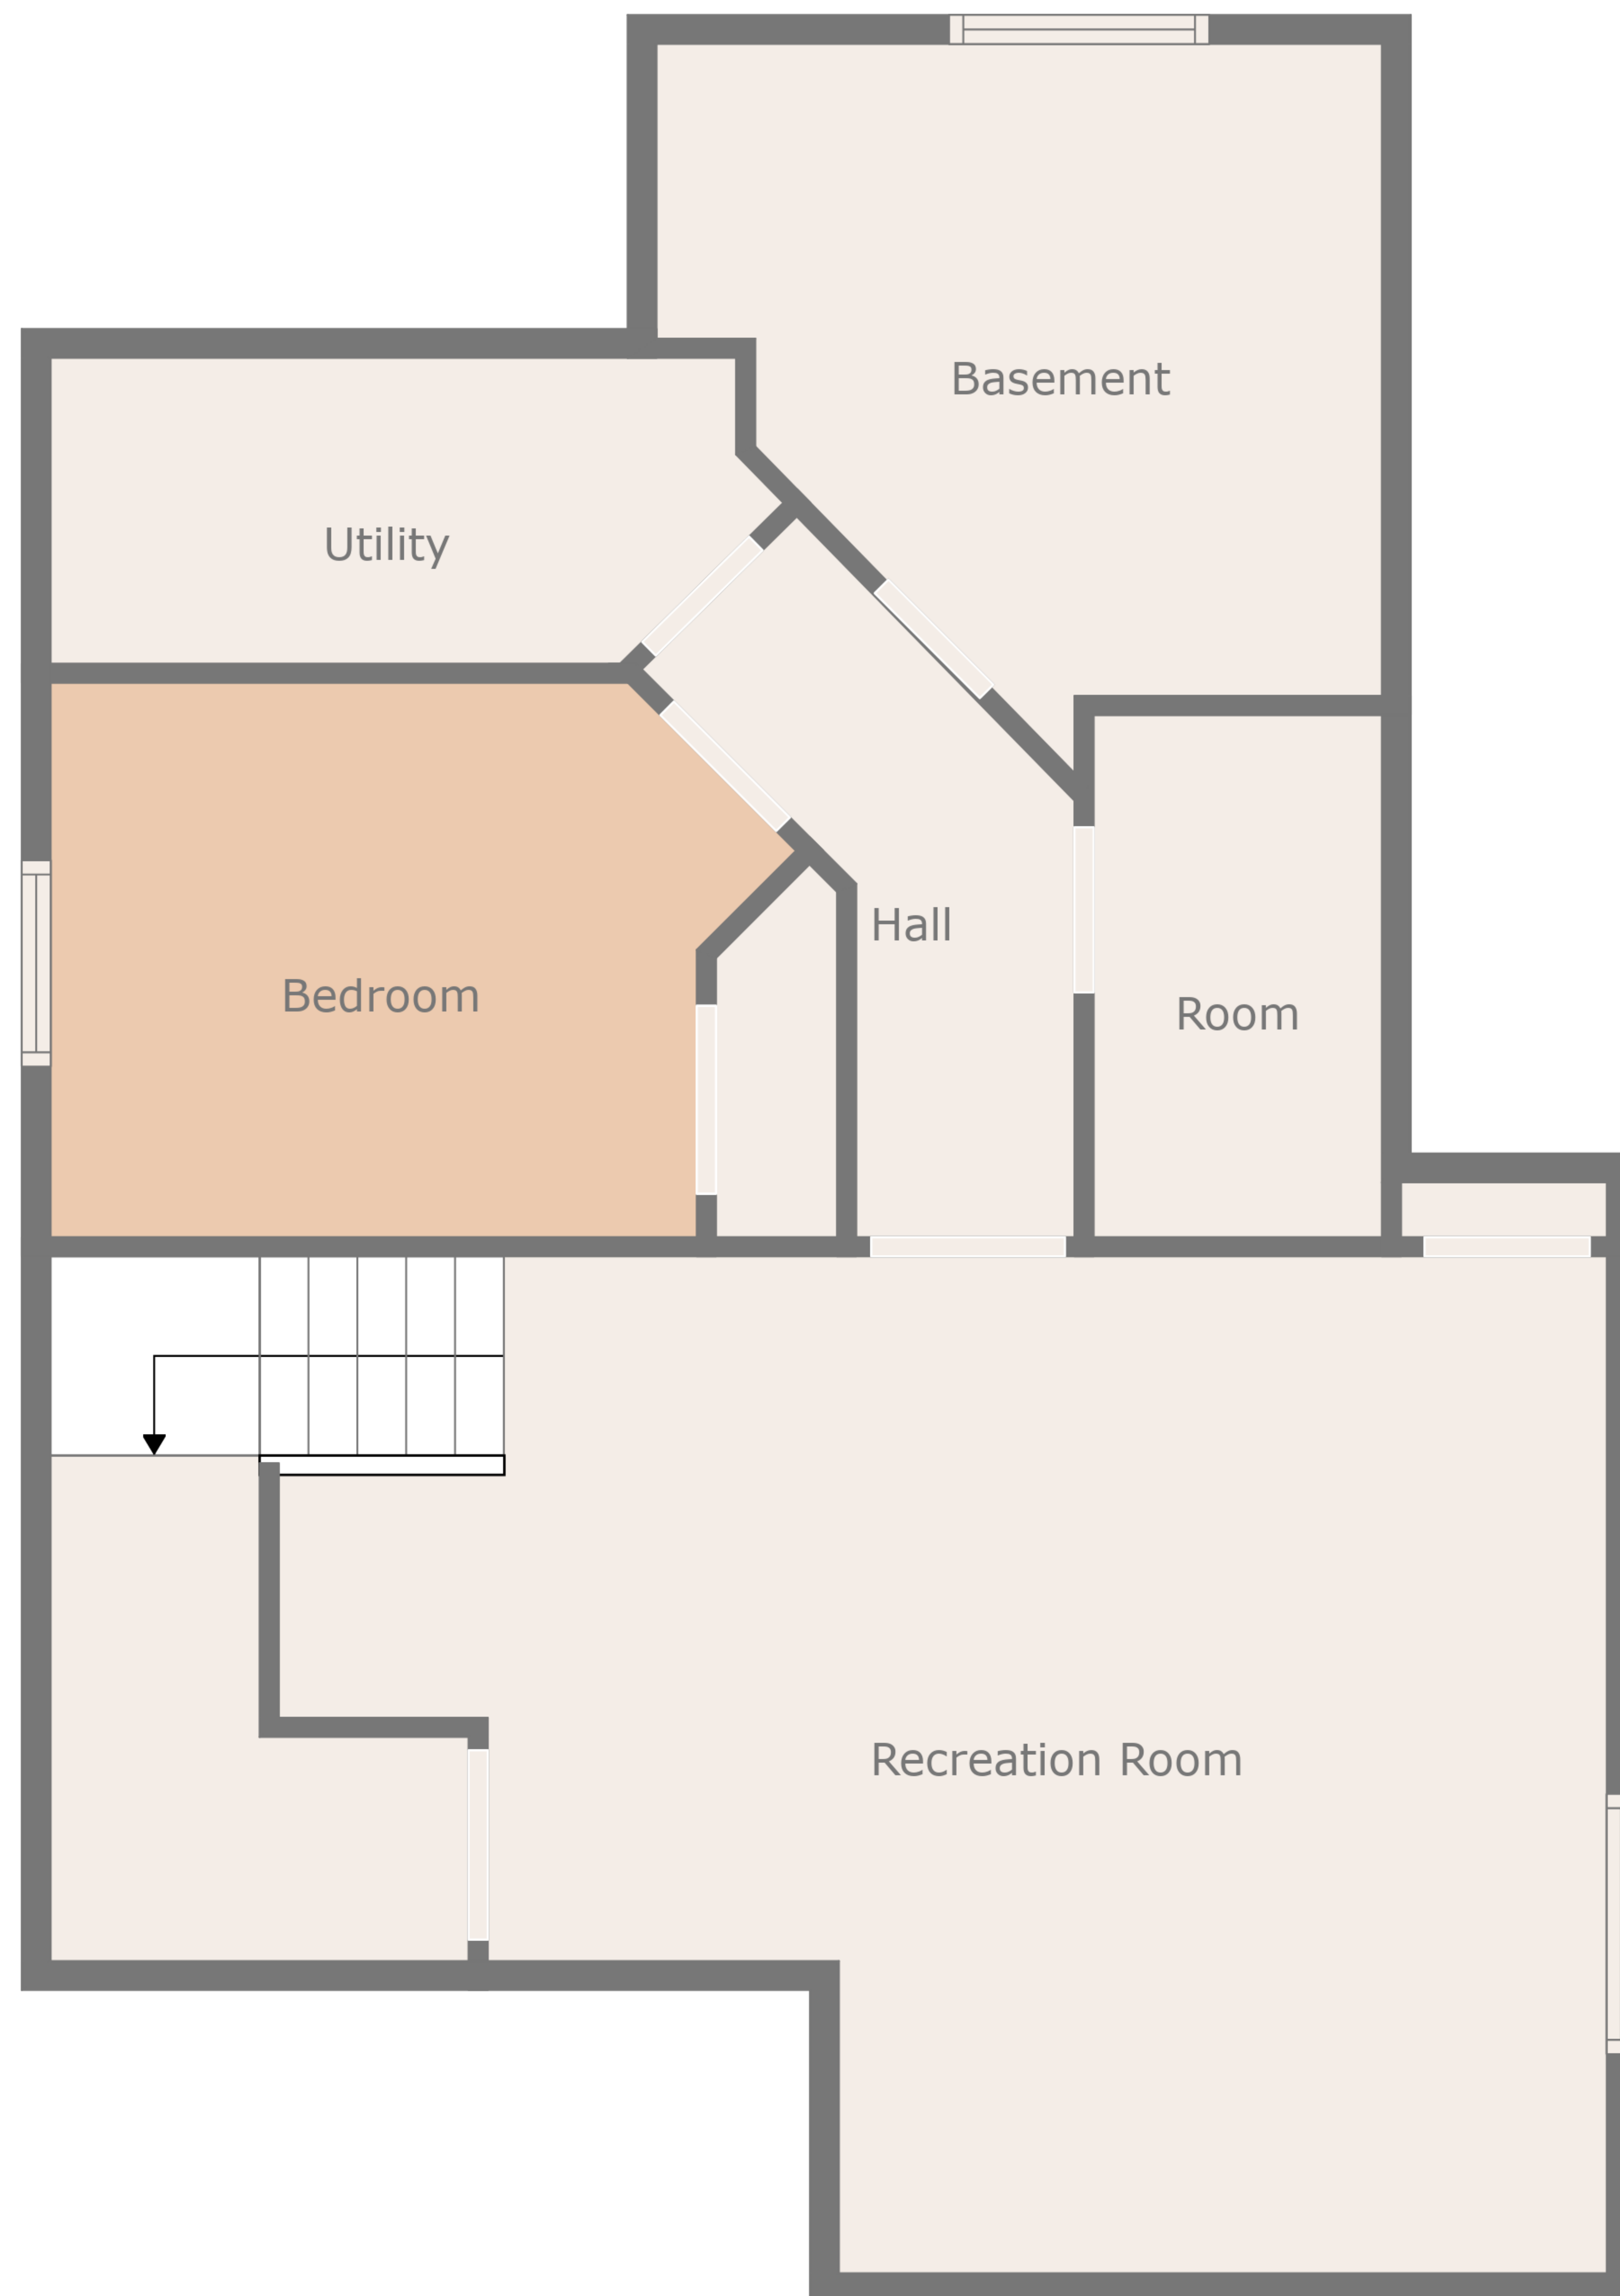 Basement
Utility
Hall
Bedroom
Room
Recreation Room